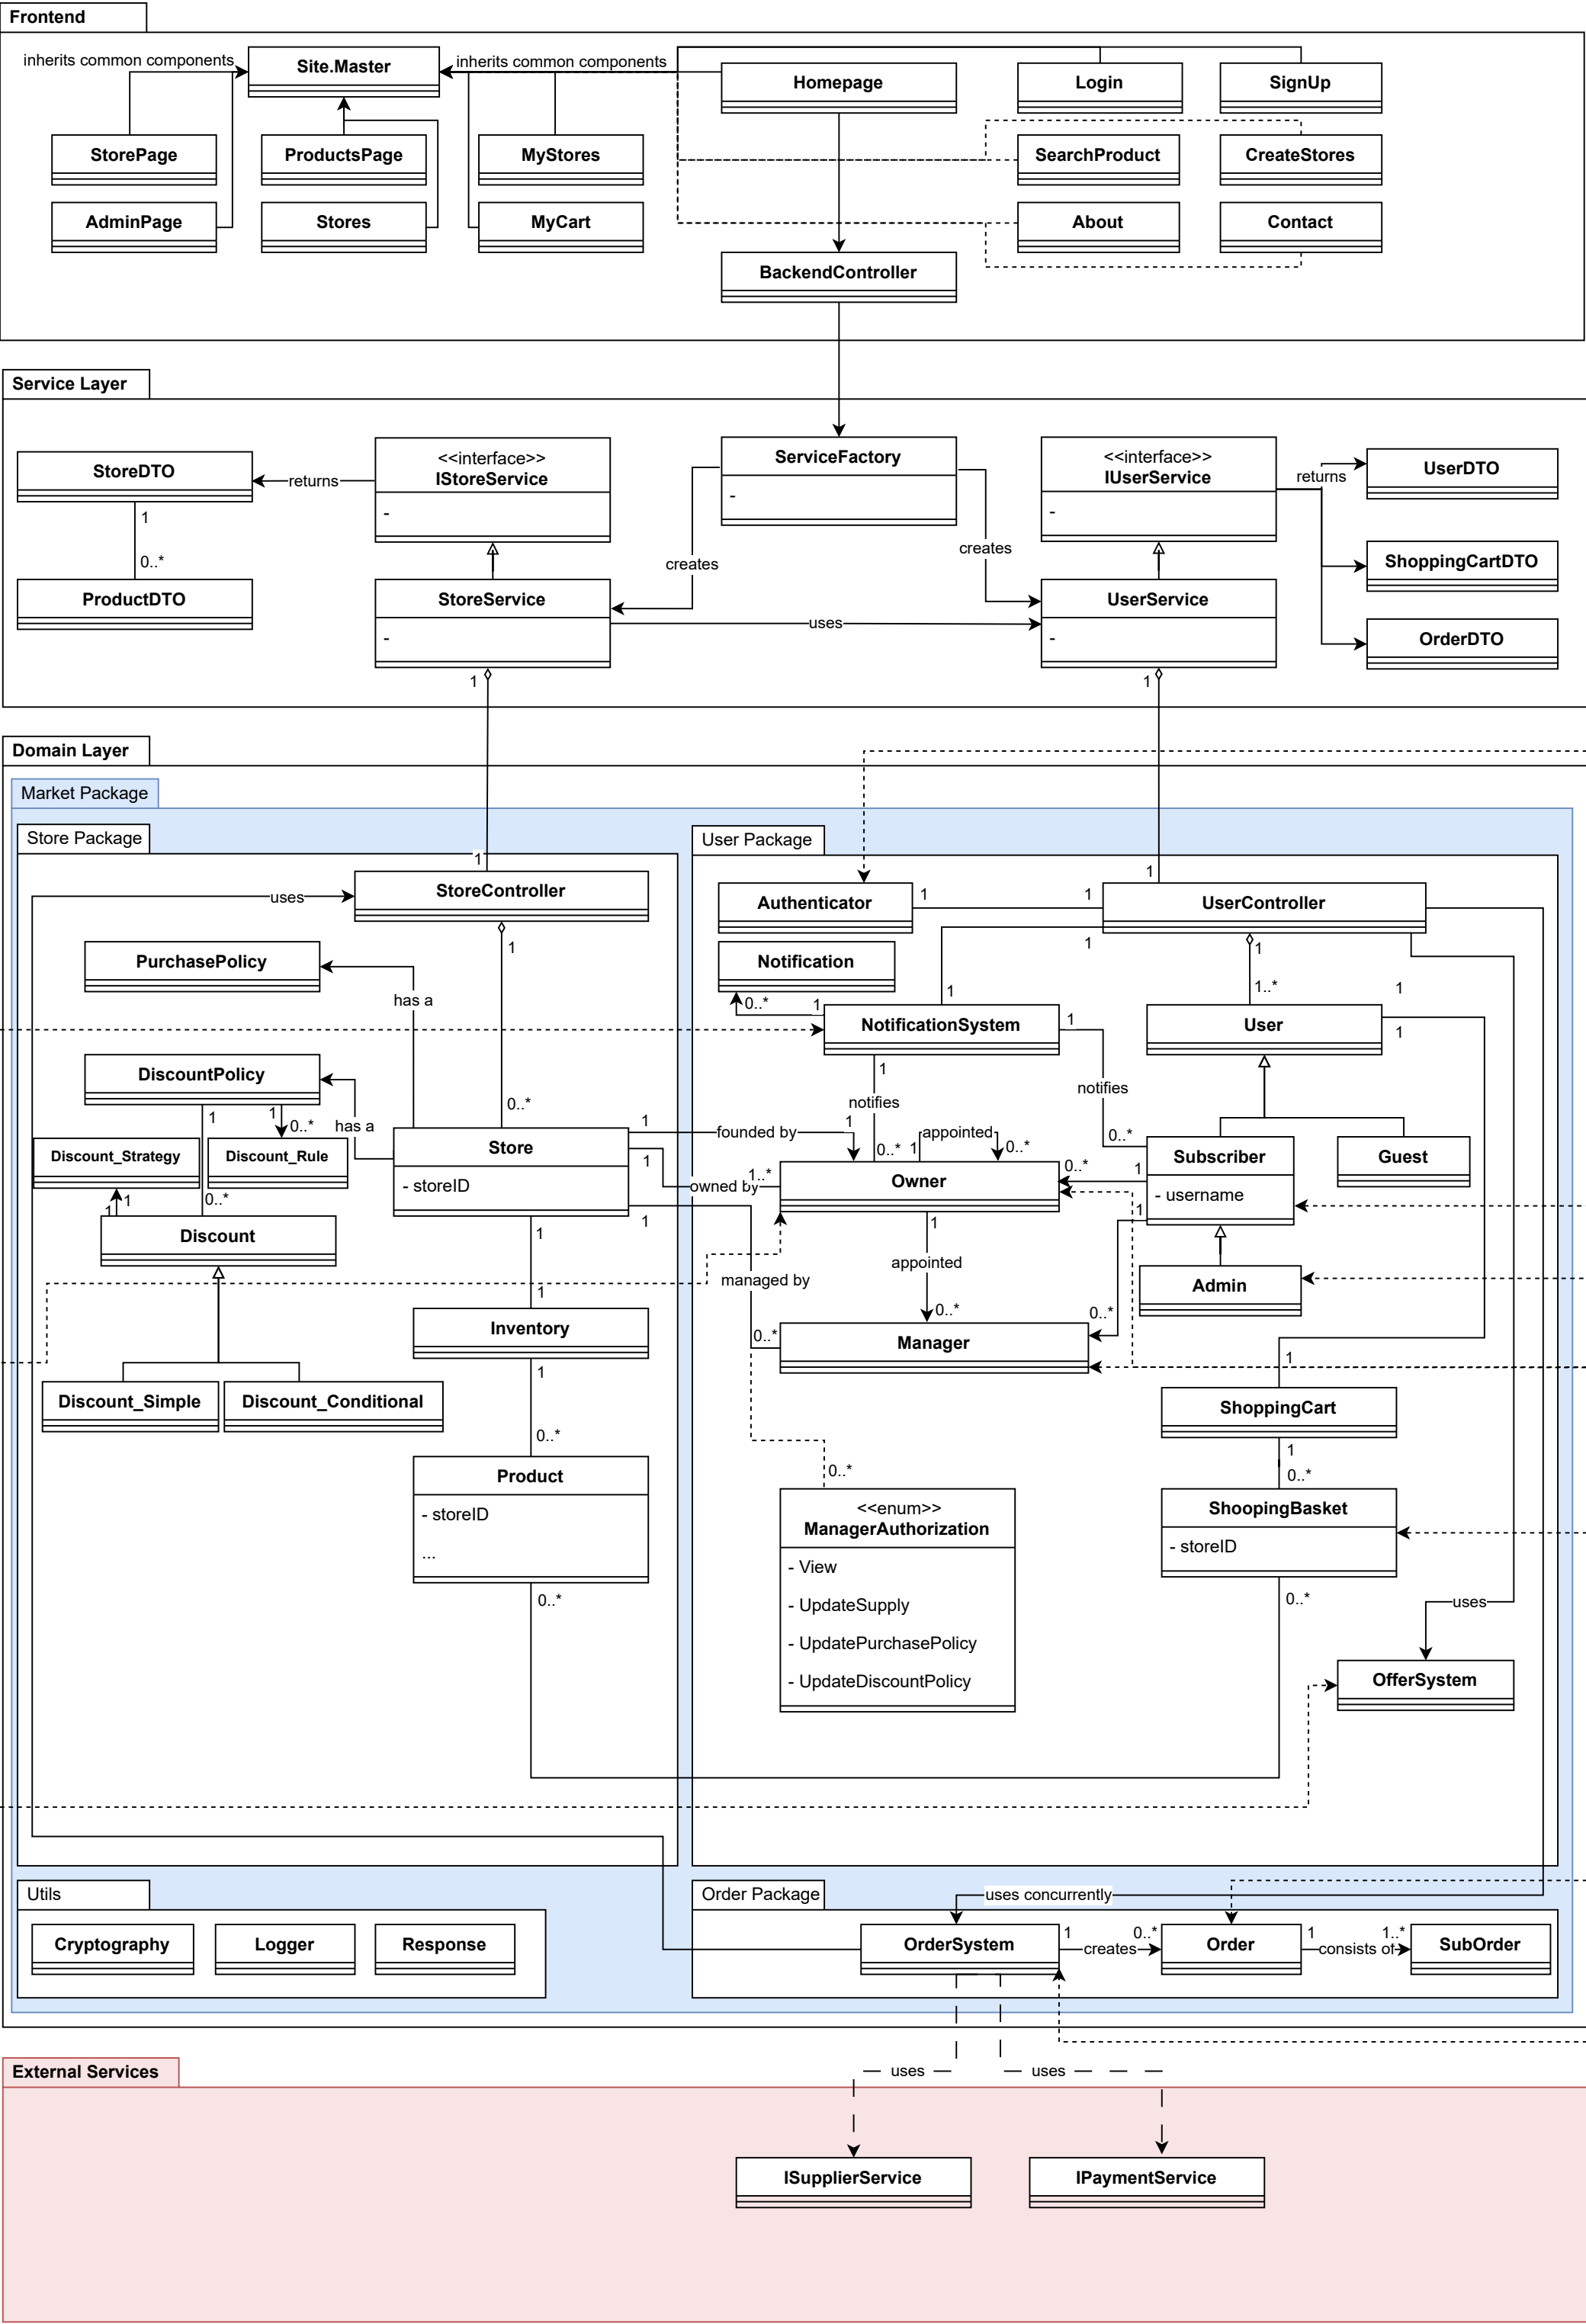 Frontend
inherits common components
Site.Master
inherits common components
Homepage
Login
SignUp
StorePage
ProductsPage
MyStores
SearchProduct
CreateStores
AdminPage
Stores
MyCart
About
Contact
BackendController
Service Layer
StoreDTO
returns
<<interface>>
IStoreService
-
ServiceFactory
-
<<interface>>
IUserService
-
returns
UserDTO
1
0..*
creates
creates
ShoppingCartDTO
ProductDTO
StoreService
-
uses
UserService
-
OrderDTO
1
1
Domain Layer
Market Package
Store Package
User Package
1
1
uses
StoreController
Authenticator
1
1
UserController
PurchasePolicy
1
Notification
1
1
has a
0..*
1
1
1..*
1
NotificationSystem
1
User
1
DiscountPolicy
1
notifies
notifies
1
1
0..*
has a
0..*
1
founded by
1
0..*
1
appointed
0..*
0..*
Discount_Strategy
Discount_Rule
Store
- storeID
1
owned by
1..*
Owner
0..*
1
Subscriber
- username
Guest
1
1
0..*
Discount
1
1
1
1
appointed
managed by
Admin
1
0..*
0..*
Inventory
0..*
Manager
1
1
Discount_Simple
Discount_Conditional
ShoppingCart
0..*
1
0..*
0..*
Product
- storeID
...
<<enum>>
ManagerAuthorization
- View
- UpdateSupply
- UpdatePurchasePolicy
- UpdateDiscountPolicy
ShoopingBasket
- storeID
0..*
0..*
uses
OfferSystem
Utils
Order Package
uses concurrently
Cryptography
Logger
Response
OrderSystem
1
creates
0..*
Order
1
consists of
1..*
SubOrder
External Services
uses
uses
ISupplierService
IPaymentService